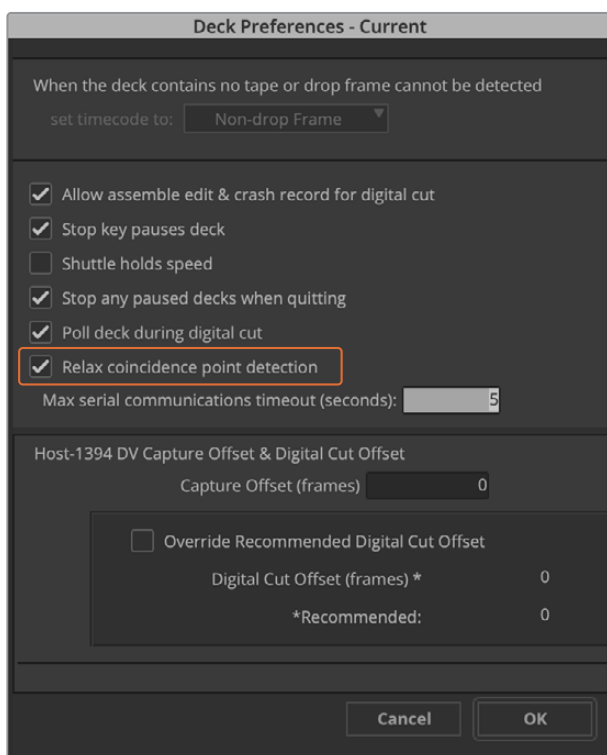 Deck Preferences - Current
When the deck contains no tape or drop frame cannot be detected
set timecode to: Non-drop Frame
Allow assemble edit & crash record for digital cut
Stop key pauses deck
Shuttle holds speed
Stop any paused decks when quitting
Poll deck during digital cut
Relax coincidence point detection
Max serial communications timeout (seconds): 5
Host-1394 DV Capture Offset & Digital Cut Offset
Capture Offset (frames) 0
Override Recommended Digital Cut Offset
Digital Cut Offset (frames) * 0
*Recommended: 0
Cancel OK